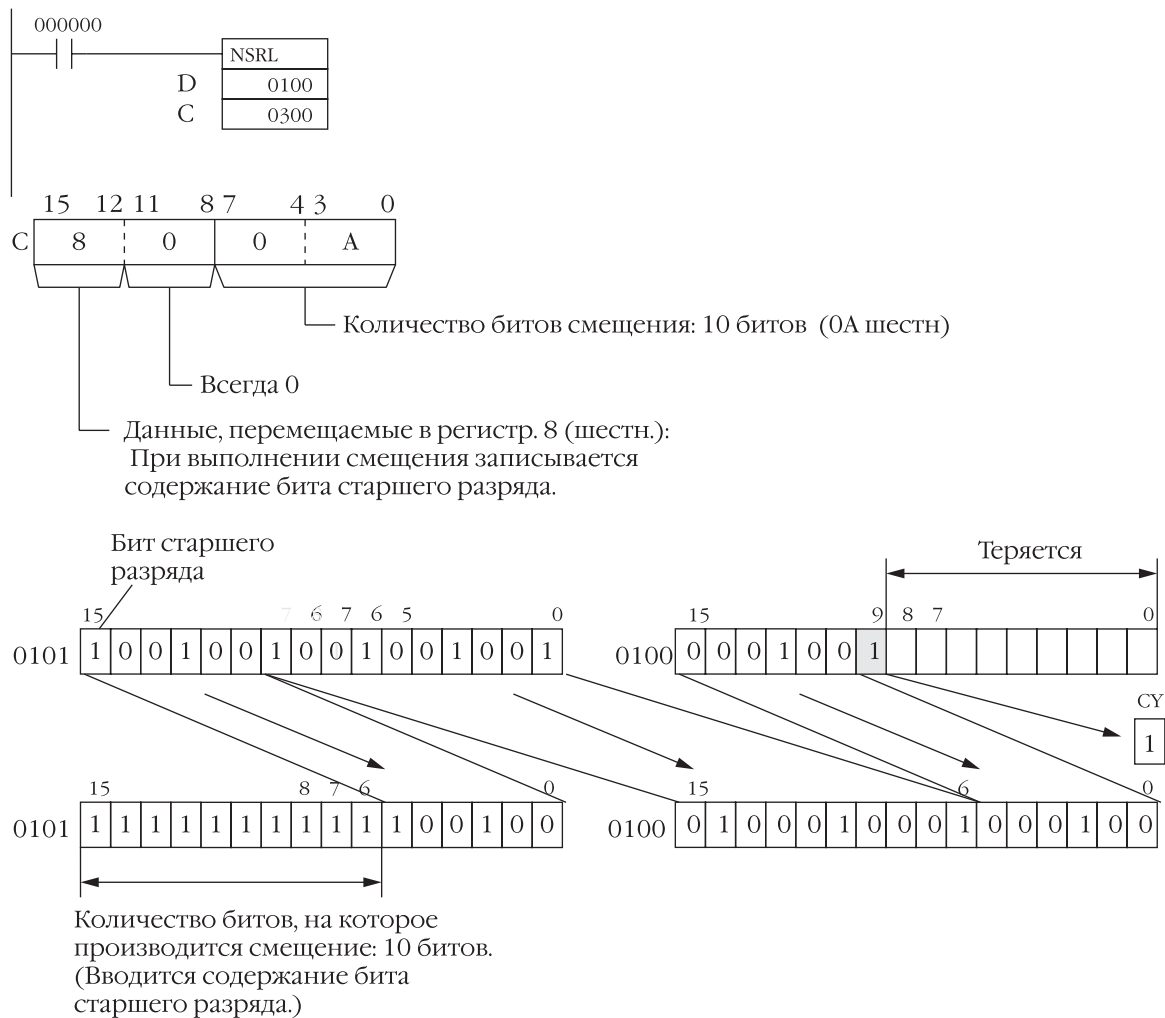 000000
NSRL
D 0100
C 0300
15 12 11 8 7 4 3 0
C 8 0 0 A
Количество битов смещения: 10 битов (0A шестн)
Всегда 0
Данные, перемещаемые в регистр. 8 (шестн.):
При выполнении смещения записывается
содержание бита старшего разряда.
Бит старшего
разряда
Теряется
15 7 6 7 6 5 0 15 9 8 7 0
0101 1 0 0 1 0 0 1 0 0 1 0 0 1 0 0 1 0100 0 0 0 1 0 0 1
CY
1
15 8 7 6 0 15 6 0
0101 1 1 1 1 1 1 1 1 1 1 1 0 0 1 0 0 0100 0 1 0 0 0 1 0 0 0 1 0 0 0 1 0 0
Количество битов, на которое
производится смещение: 10 битов.
(Вводится содержание бита
старшего разряда.)